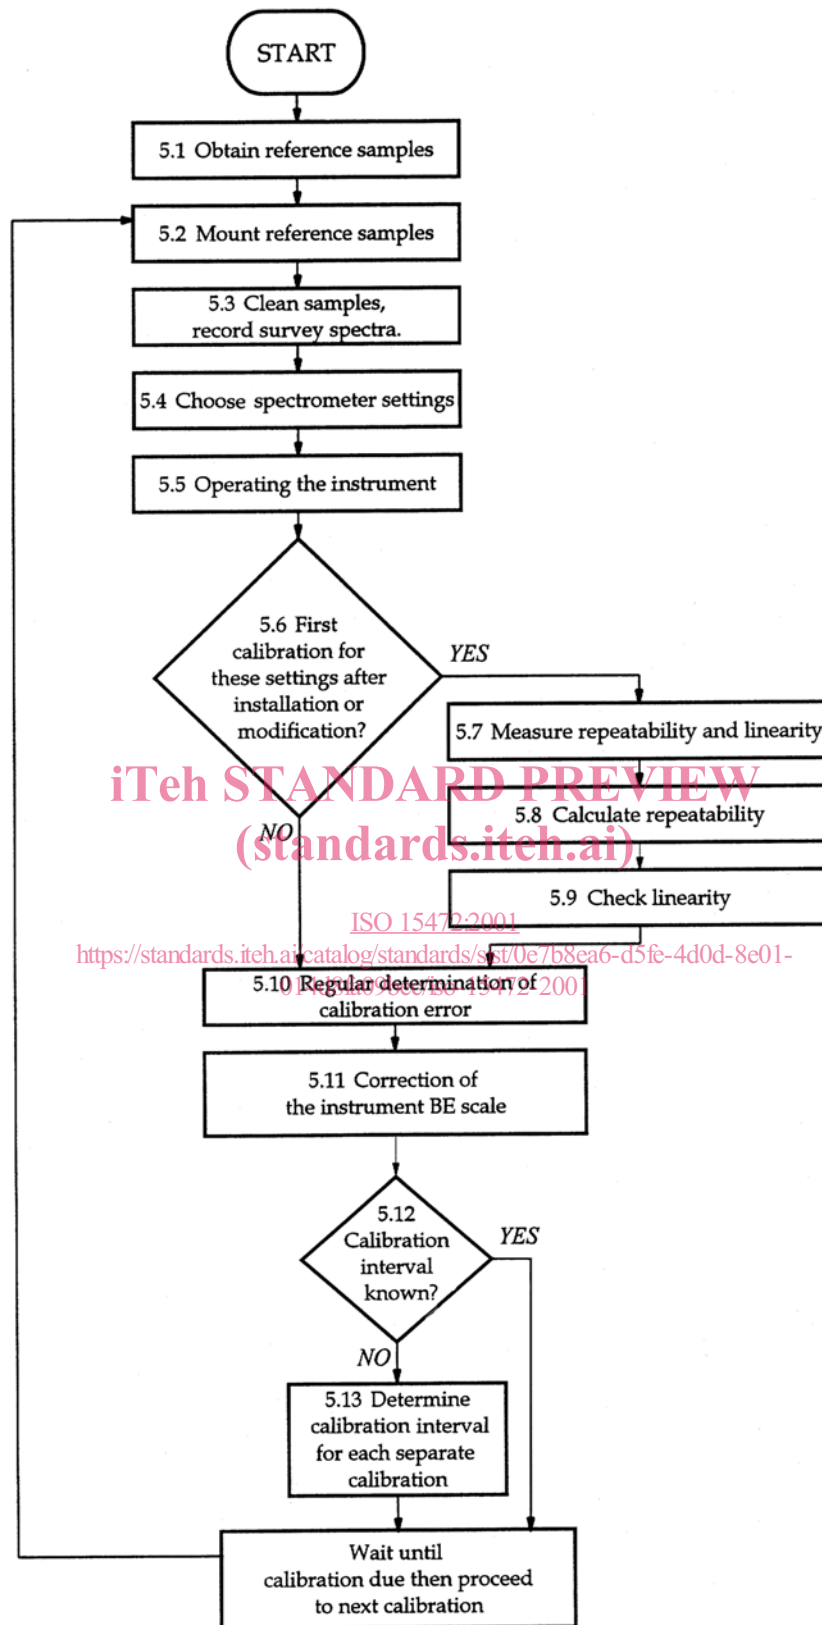 START
5.1 Obtain reference samples
5.2 Mount reference samples
5.3 Clean samples,
record survey spectra.
5.4 Choose spectrometer settings
5.5 Operating the instrument
5.6 First
calibration for
these settings after
installation or
modification?
YES
5.7 Measure repeatability and linearity
iTeh STANDARD PREVIEW
5.8 Calculate repeatability
NO
(standards.iteh.ai)
5.9 Check linearity
ISO 15472:2001
https://standards.iteh.ai/catalog/standards/sist/0e7b8ea6-d5fe-4d0d-8e01-
5.10 Regular determination of
calibration error
5.11 Correction of
the instrument BE scale
5.12
Calibration
interval
known?
YES
NO
5.13 Determine
calibration interval
for each separate
calibration
Wait until
calibration due then proceed
to next calibration